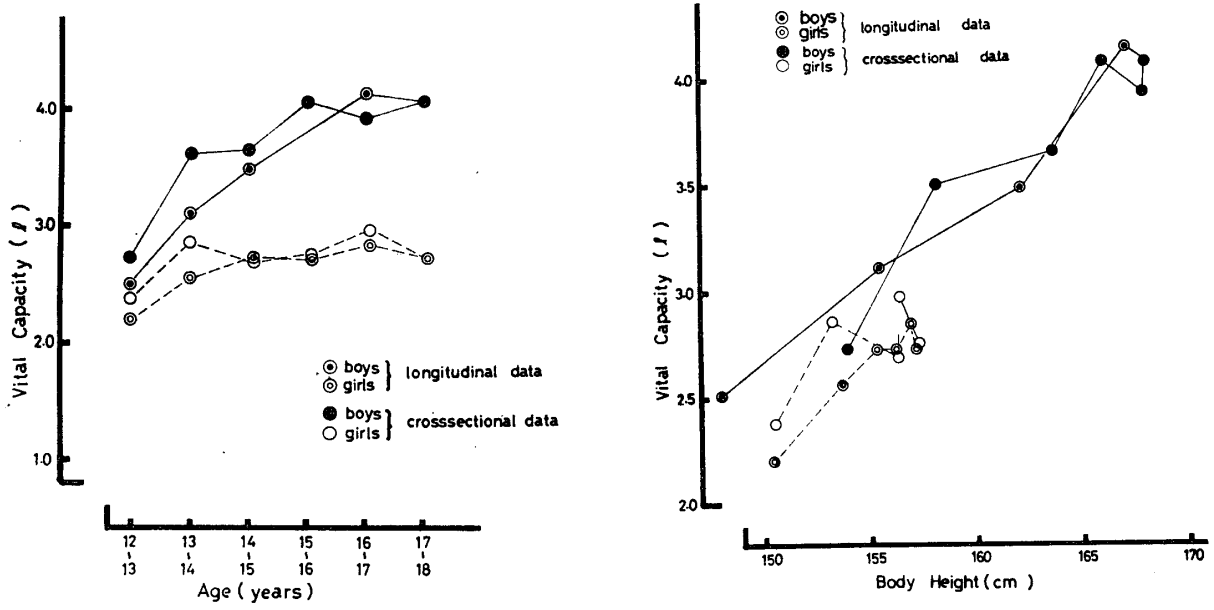 4.0
3.0
2.0
1.0
Vital Capacity ( ℓ )
boys
girls
longitudinal data
boys
girls
crosssectional data
12 13 14 15 16 17
~ ~ ~ ~ ~ ~
13 14 15 16 17 18
Age ( years )
boys
girls
longitudinal data
boys
girls
crosssectional data
4.0
3.5
3.0
2.5
2.0
Vital Capacity ( ℓ )
150 155 160 165 170
Body Height (cm)